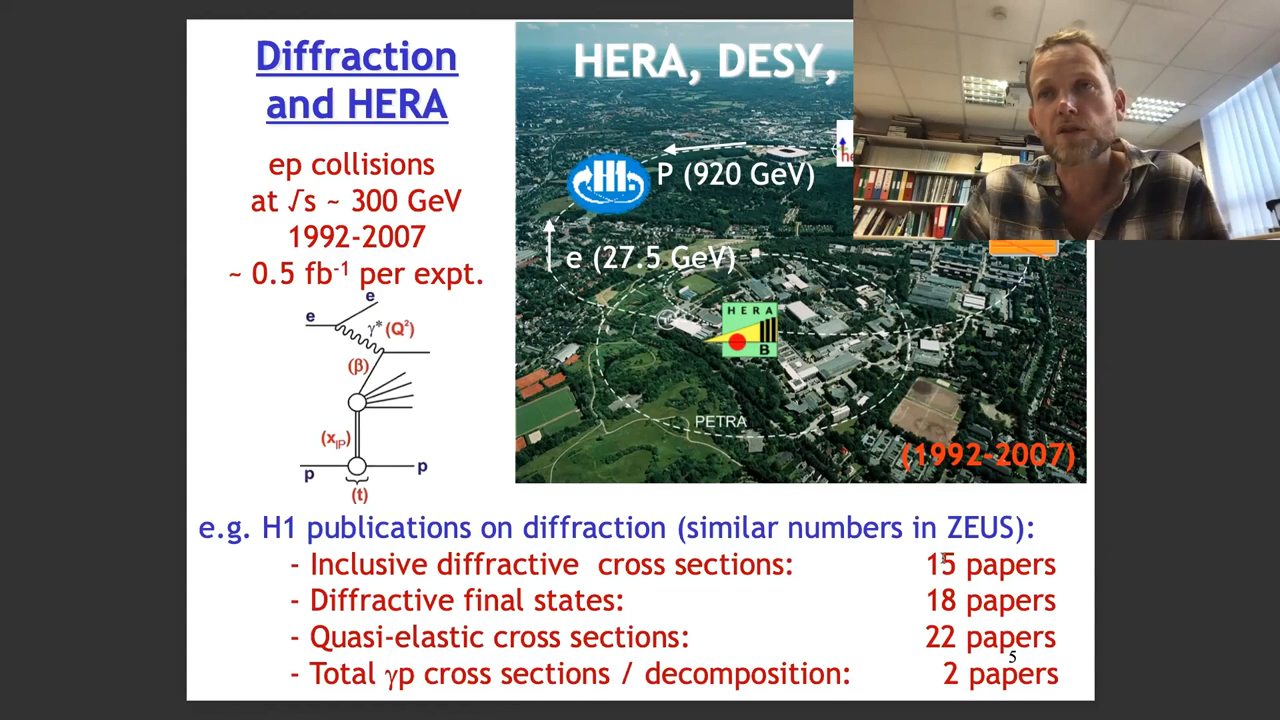 Diffraction
and HERA
ep collisions
at √s ~ 300 GeV
1992-2007
~ 0.5 fb-1 per expt.
e
e
γ* (Q²)
(β)
(xIP)
p
p
(t)
HERA, DESY,
H1
P (920 GeV)
e (27.5 GeV)
HERA
B
PETRA
(1992-2007)
e.g. H1 publications on diffraction (similar numbers in ZEUS):
- Inclusive diffractive cross sections: 15 papers
- Diffractive final states: 18 papers
- Quasi-elastic cross sections: 22 papers
5
- Total γp cross sections / decomposition: 2 papers